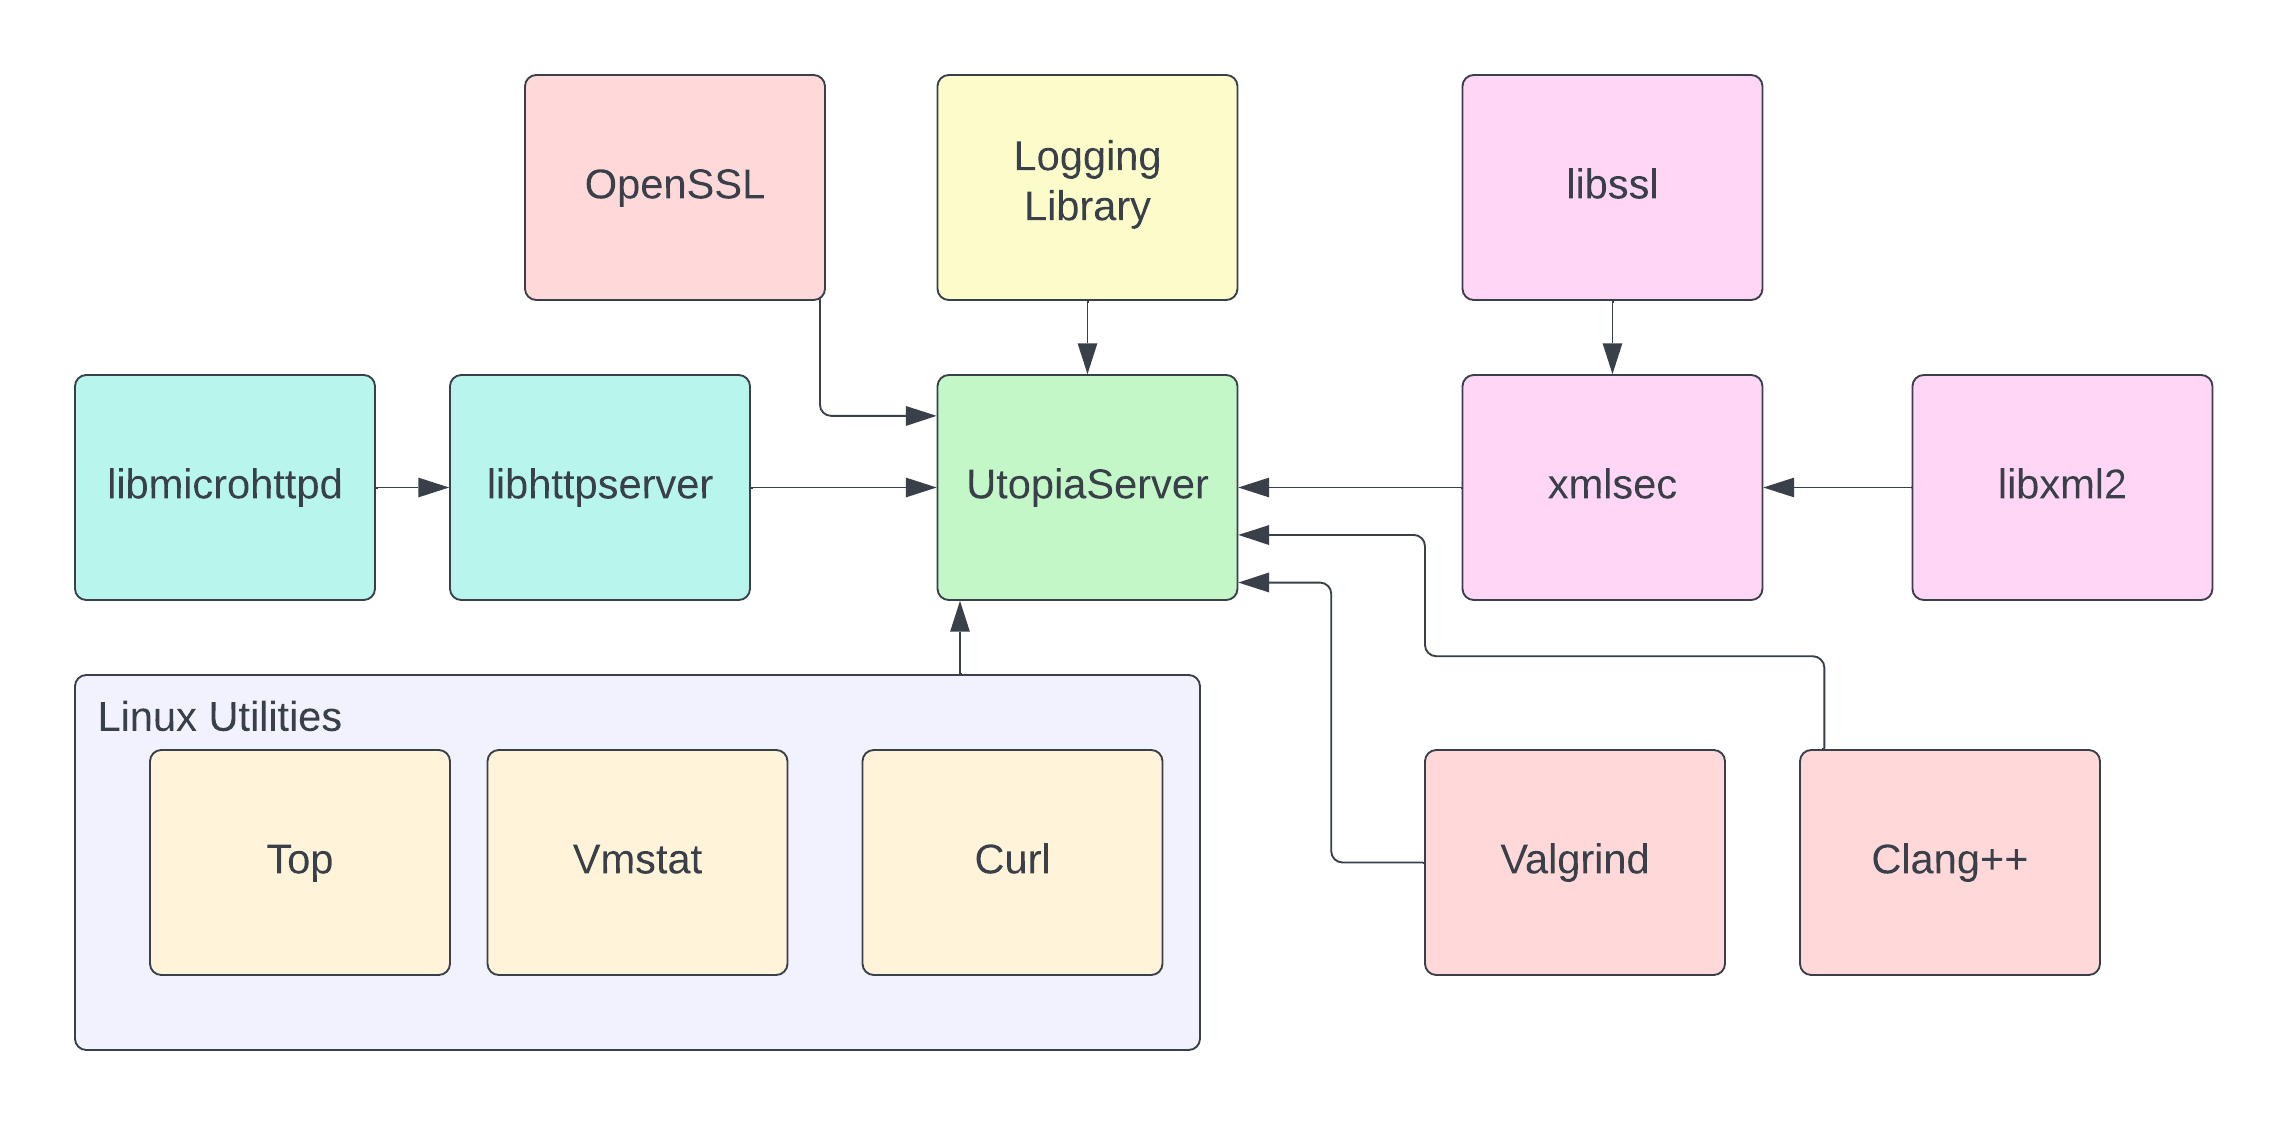 OpenSSL
Logging
Library
libssl
libmicrohttpd
libhttpserver
UtopiaServer
xmlsec
libxml2
Linux Utilities
Top
Vmstat
Curl
Valgrind
Clang++